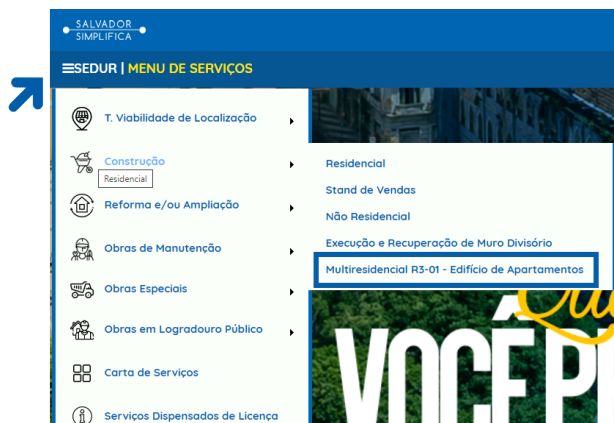 SALVADOR
SIMPLIFICA
SEDUR | MENU DE SERVIÇOS
T. Viabilidade de Localização
Construção
Residencial
Reforma e/ou Ampliação
Obras de Manutenção
Obras Especiais
Obras em Logradouro Público
Carta de Serviços
Serviços Dispensados de Licença
Residencial
Stand de Vendas
Não Residencial
Execução e Recuperação de Muro Divisório
Multiresidencial R3-01 - Edifício de Apartamentos
VOCÊ